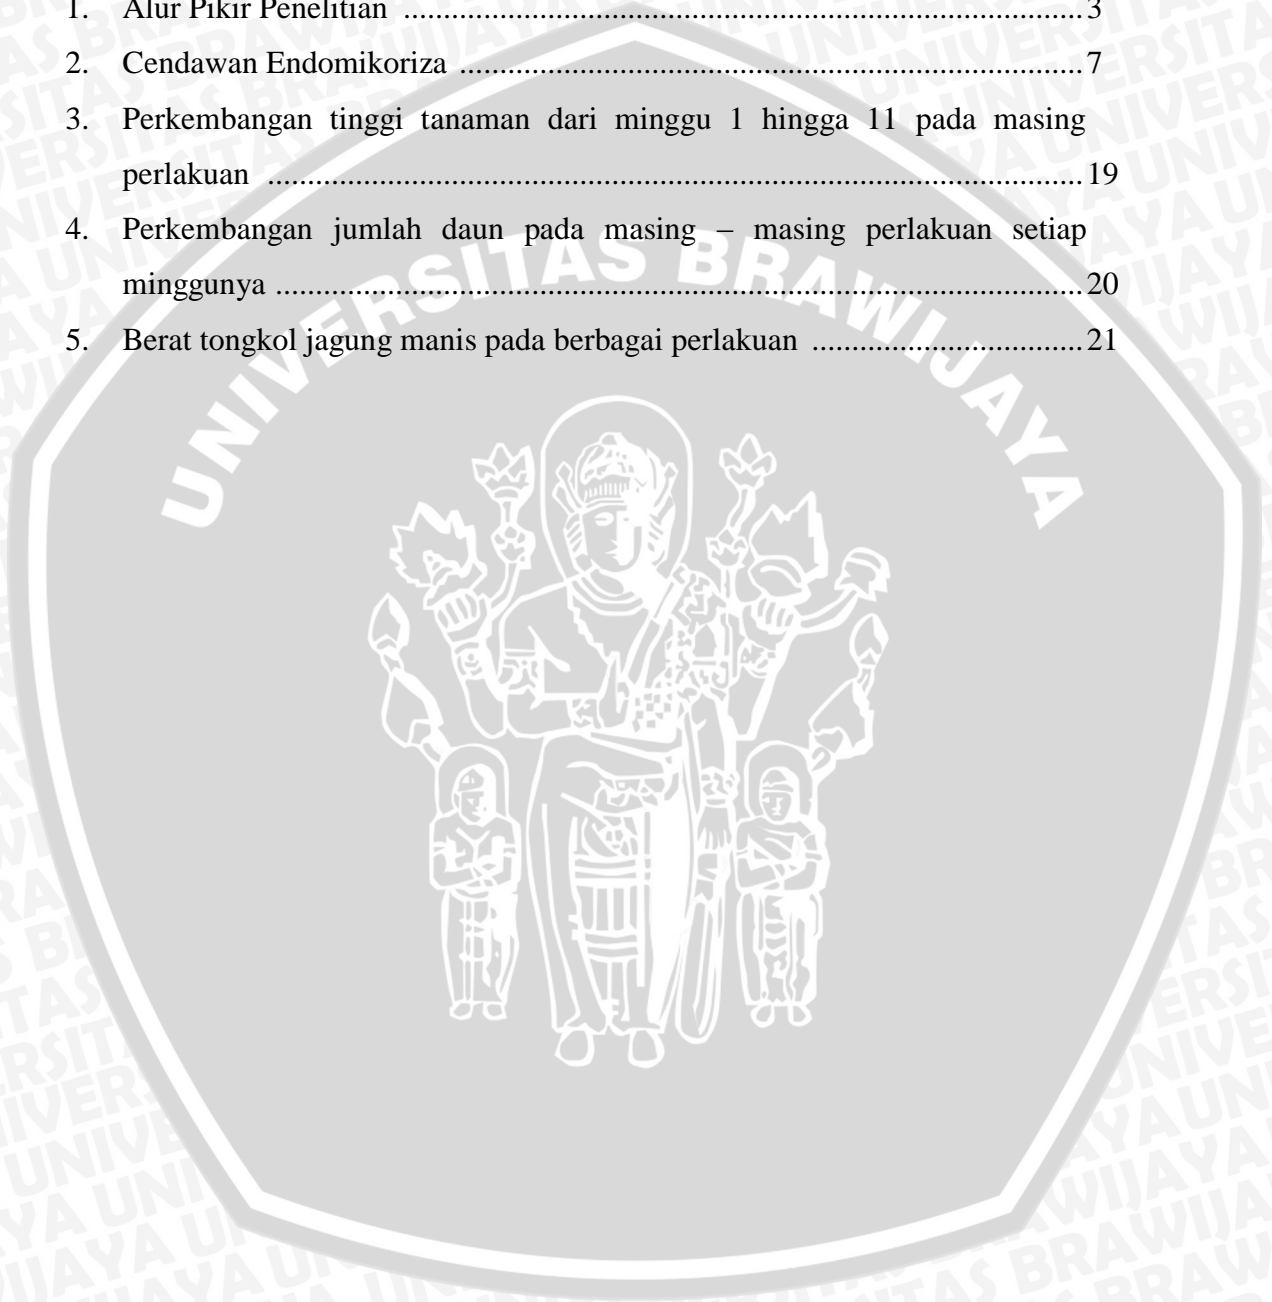 1. Alur Pikir Penelitian ........................................................................................ 3
2. Cendawan Endomikoriza ................................................................................ 7
3. Perkembangan tinggi tanaman dari minggu 1 hingga 11 pada masing
perlakuan ........................................................................................................ 19
4. Perkembangan jumlah daun pada masing – masing perlakuan setiap
minggunya ....................................................................................................... 20
5. Berat tongkol jagung manis pada berbagai perlakuan ................................... 21
UNIVERSITAS BRAWIJAYA